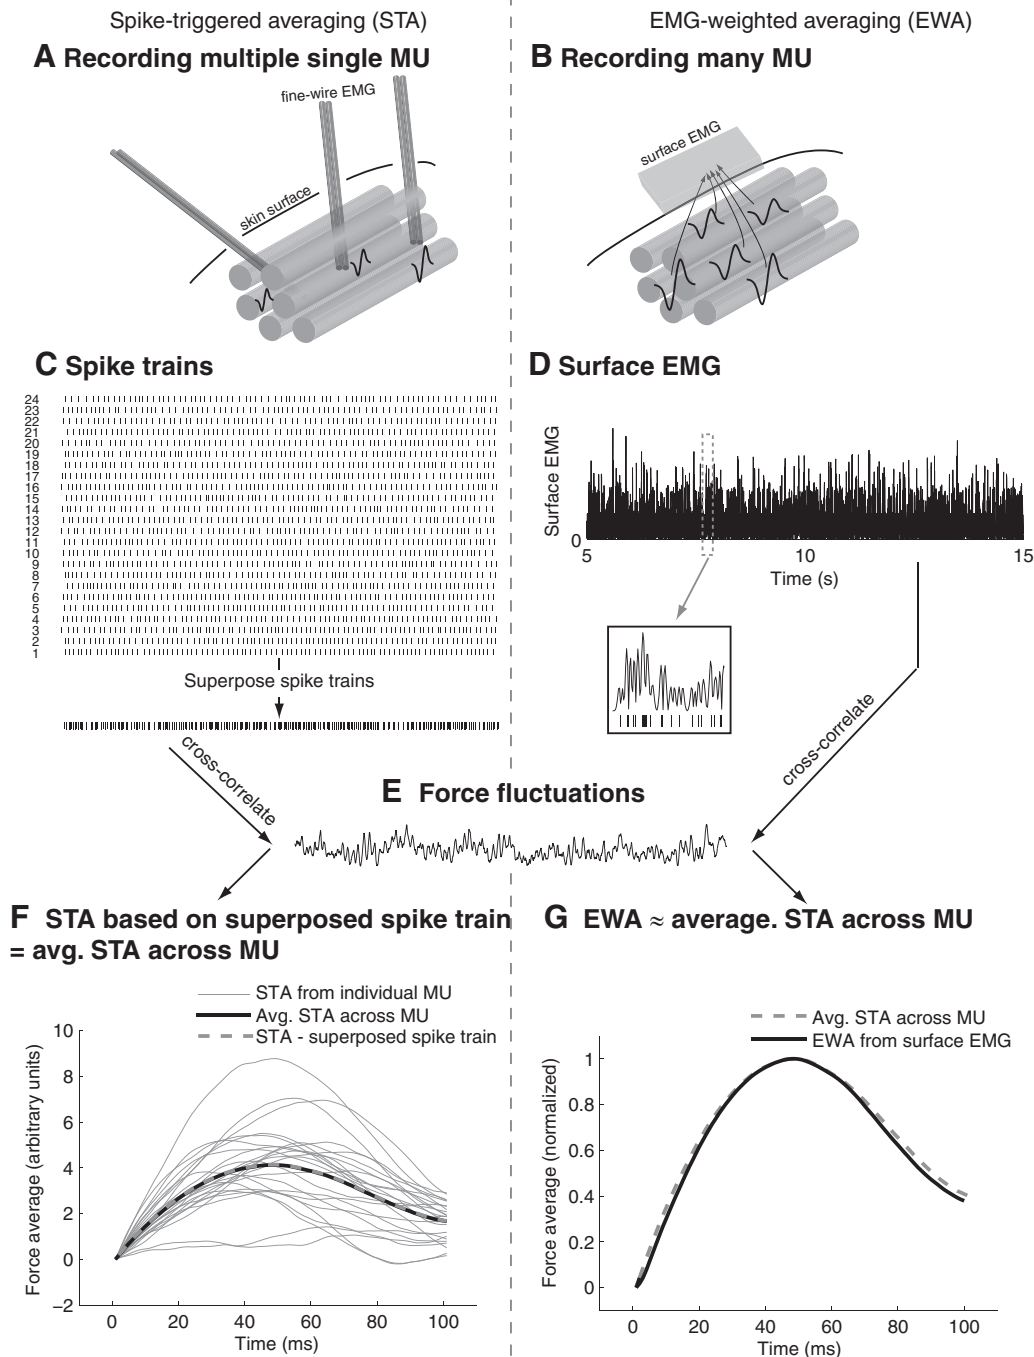 Spike-triggered averaging (STA)
EMG-weighted averaging (EWA)
A Recording multiple single MU
B Recording many MU
fine-wire EMG
skin surface
surface EMG
C Spike trains
D Surface EMG
24
23
22
21
20
19
18
17
16
15
14
13
12
11
10
9
8
7
6
5
4
3
2
1
Surface EMG
0
5
10
15
Time (s)
Superpose spike trains
cross-correlate
cross-correlate
E Force fluctuations
F STA based on superposed spike train
= avg. STA across MU
G EWA ≈ average. STA across MU
STA from individual MU
Avg. STA across MU
STA - superposed spike train
Force average (arbitrary units)
10
8
6
4
2
0
−2
0
20
40
60
80
100
Time (ms)
Avg. STA across MU
EWA from surface EMG
Force average (normalized)
1
0.8
0.6
0.4
0.2
0
0
20
40
60
80
100
Time (ms)